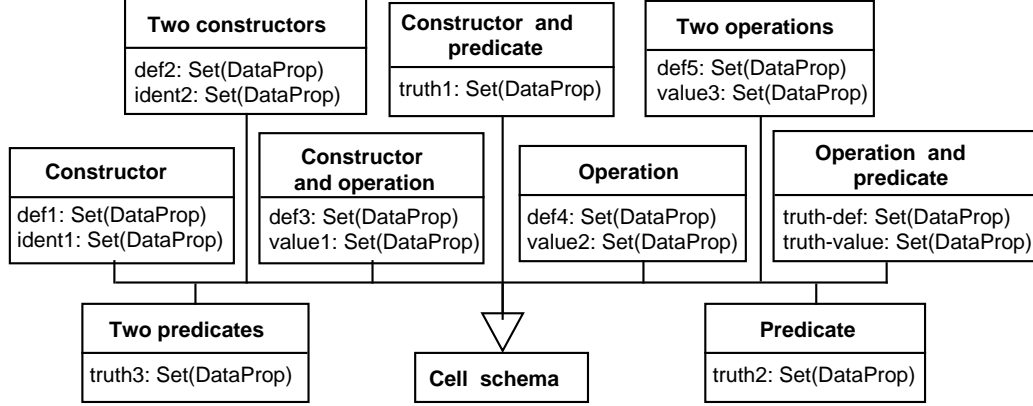 Two constructors
def2: Set(DataProp)
ident2: Set(DataProp)
Constructor and
predicate
truth1: Set(DataProp)
Two operations
def5: Set(DataProp)
value3: Set(DataProp)
Constructor
def1: Set(DataProp)
ident1: Set(DataProp)
Constructor
and operation
def3: Set(DataProp)
value1: Set(DataProp)
Operation
def4: Set(DataProp)
value2: Set(DataProp)
Operation and
predicate
truth-def: Set(DataProp)
truth-value: Set(DataProp)
Two predicates
truth3: Set(DataProp)
Cell schema
Predicate
truth2: Set(DataProp)